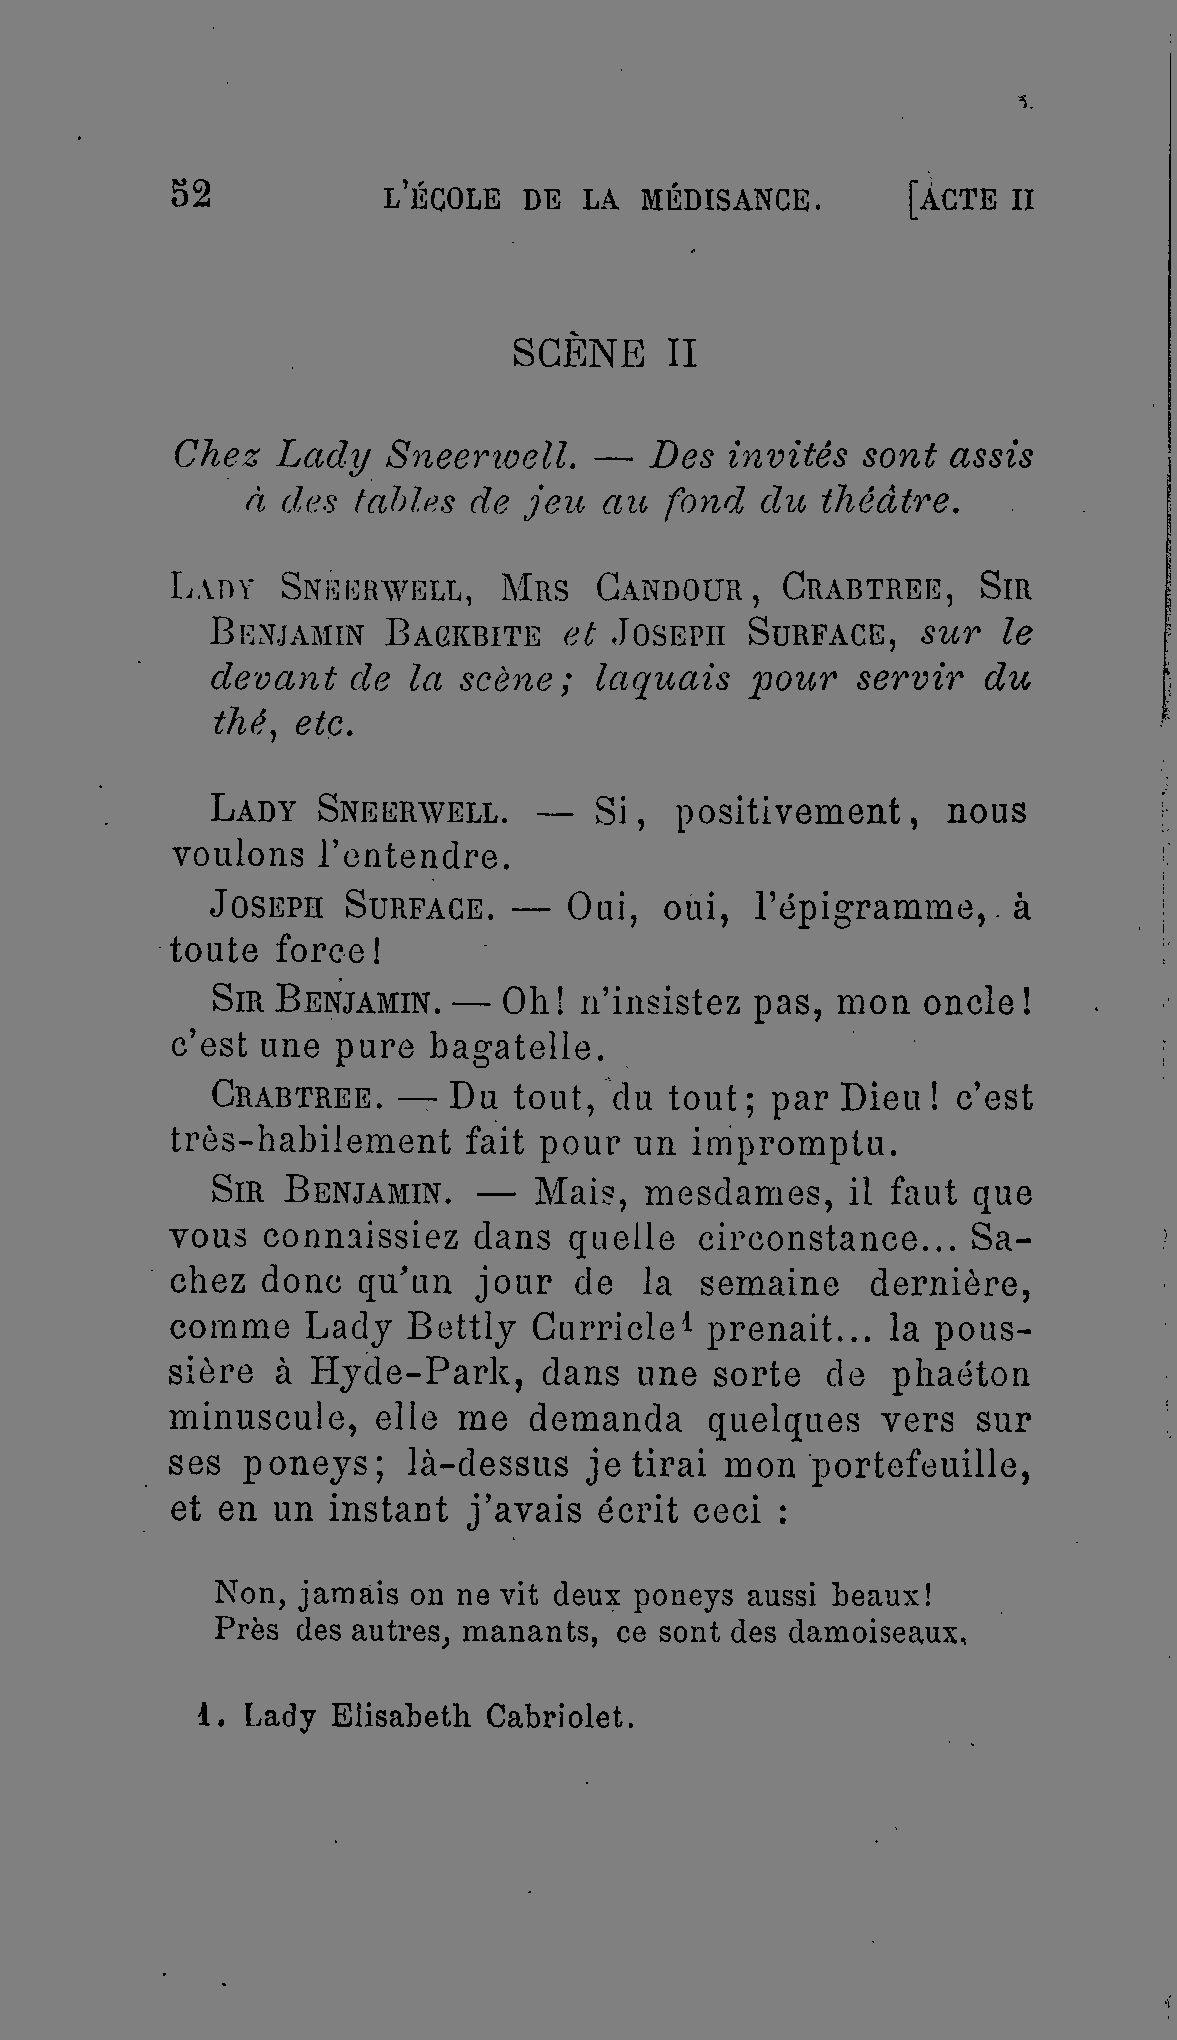 52 L'ÉCOLE DE LA MÉDISANCE. [ACTE II
SCÈNE II
Chez Lady Sneerwell. — Des invités sont assis
à des tables de jeu au fond du théâtre.
LADY SNEERWELL, MRS CANDOUR, CRABTREE, SIR
BENJAMIN BACKBITE et JOSEPH SURFACE, sur le
devant de la scène; laquais pour servir du
thé, etc.
LADY SNEERWELL. — Si, positivement, nous
voulons l'entendre.
JOSEPH SURFACE. — Oui, oui, l'épigramme, à
toute force!
SIR BENJAMIN. — Oh! n'insistez pas, mon oncle!
c'est une pure bagatelle.
CRABTREE. — Du tout, du tout; par Dieu! c'est
très-habilement fait pour un impromptu.
SIR BENJAMIN. — Mais, mesdames, il faut que
vous connaissiez dans quelle circonstance... Sa-
chez donc qu'un jour de la semaine dernière,
comme Lady Bettly Curricle¹ prenait... la pous-
sière à Hyde-Park, dans une sorte de phaéton
minuscule, elle me demanda quelques vers sur
ses poneys; là-dessus je tirai mon portefeuille,
et en un instant j'avais écrit ceci :
Non, jamais on ne vit deux poneys aussi beaux!
Près des autres, manants, ce sont des damoiseaux,
1. Lady Elisabeth Cabriolet.